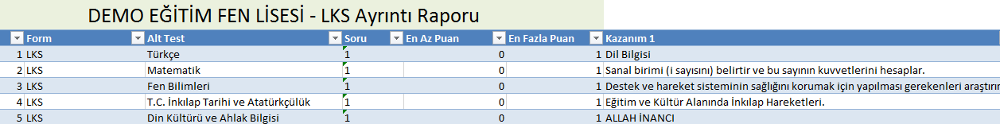 DEMO EĞİTİM FEN LİSESİ - LKS Ayrıntı Raporu
Form Alt Test Soru En Az Puan En Fazla Puan Kazanım 1
1 LKS Türkçe 1 0 1 Dil Bilgisi
2 LKS Matematik 1 0 1 Sanal birimi (i sayısını) belirtir ve bu sayının kuvvetlerini hesaplar.
3 LKS Fen Bilimleri 1 0 1 Destek ve hareket sisteminin sağlığını korumak için yapılması gerekenleri
4 LKS T.C. İnkılap Tarihi ve Atatürkçülük 1 0 1 Eğitim ve Kültür Alanında İnkılap Hareketleri.
5 LKS Din Kültürü ve Ahlak Bilgisi 1 0 1 ALLAH İNANCI